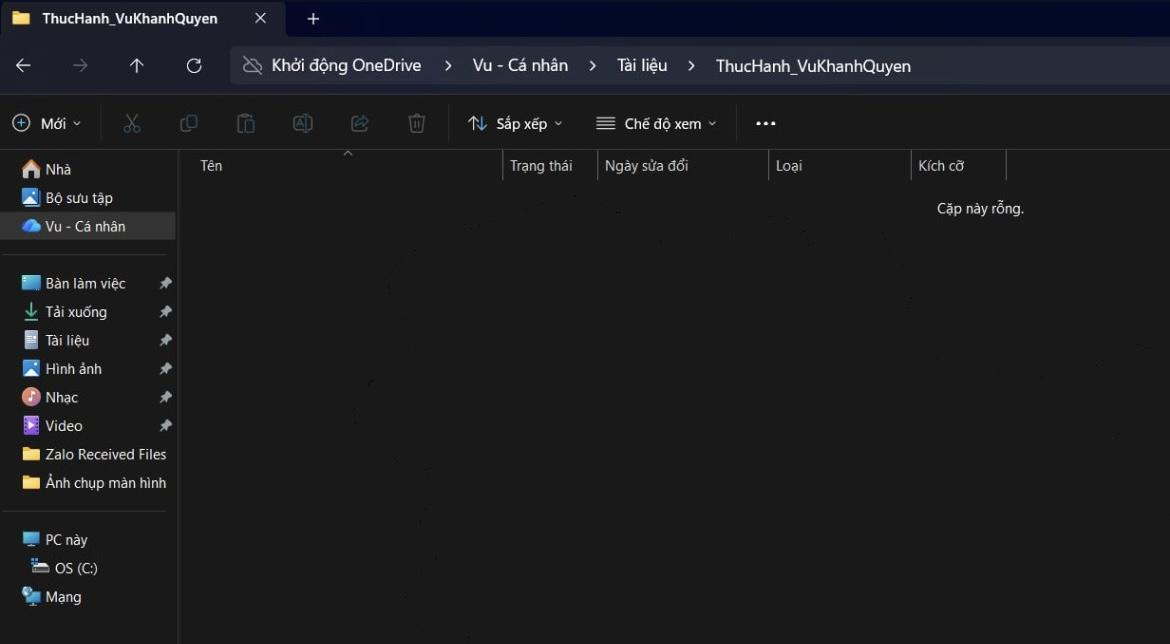 ThucHanh_VuKhanhQuyen
Khởi động OneDrive > Vu - Cá nhân > Tài liệu > ThucHanh_VuKhanhQuyen
Mới Sắp xếp Chế độ xem
Tên Trạng thái Ngày sửa đổi Loại Kích cỡ
Cặp này rỗng.
Nhà
Bộ sưu tập
Vu - Cá nhân
Bàn làm việc
Tải xuống
Tài liệu
Hình ảnh
Nhạc
Video
Zalo Received Files
Ảnh chụp màn hình
PC này
OS (C:)
Mạng